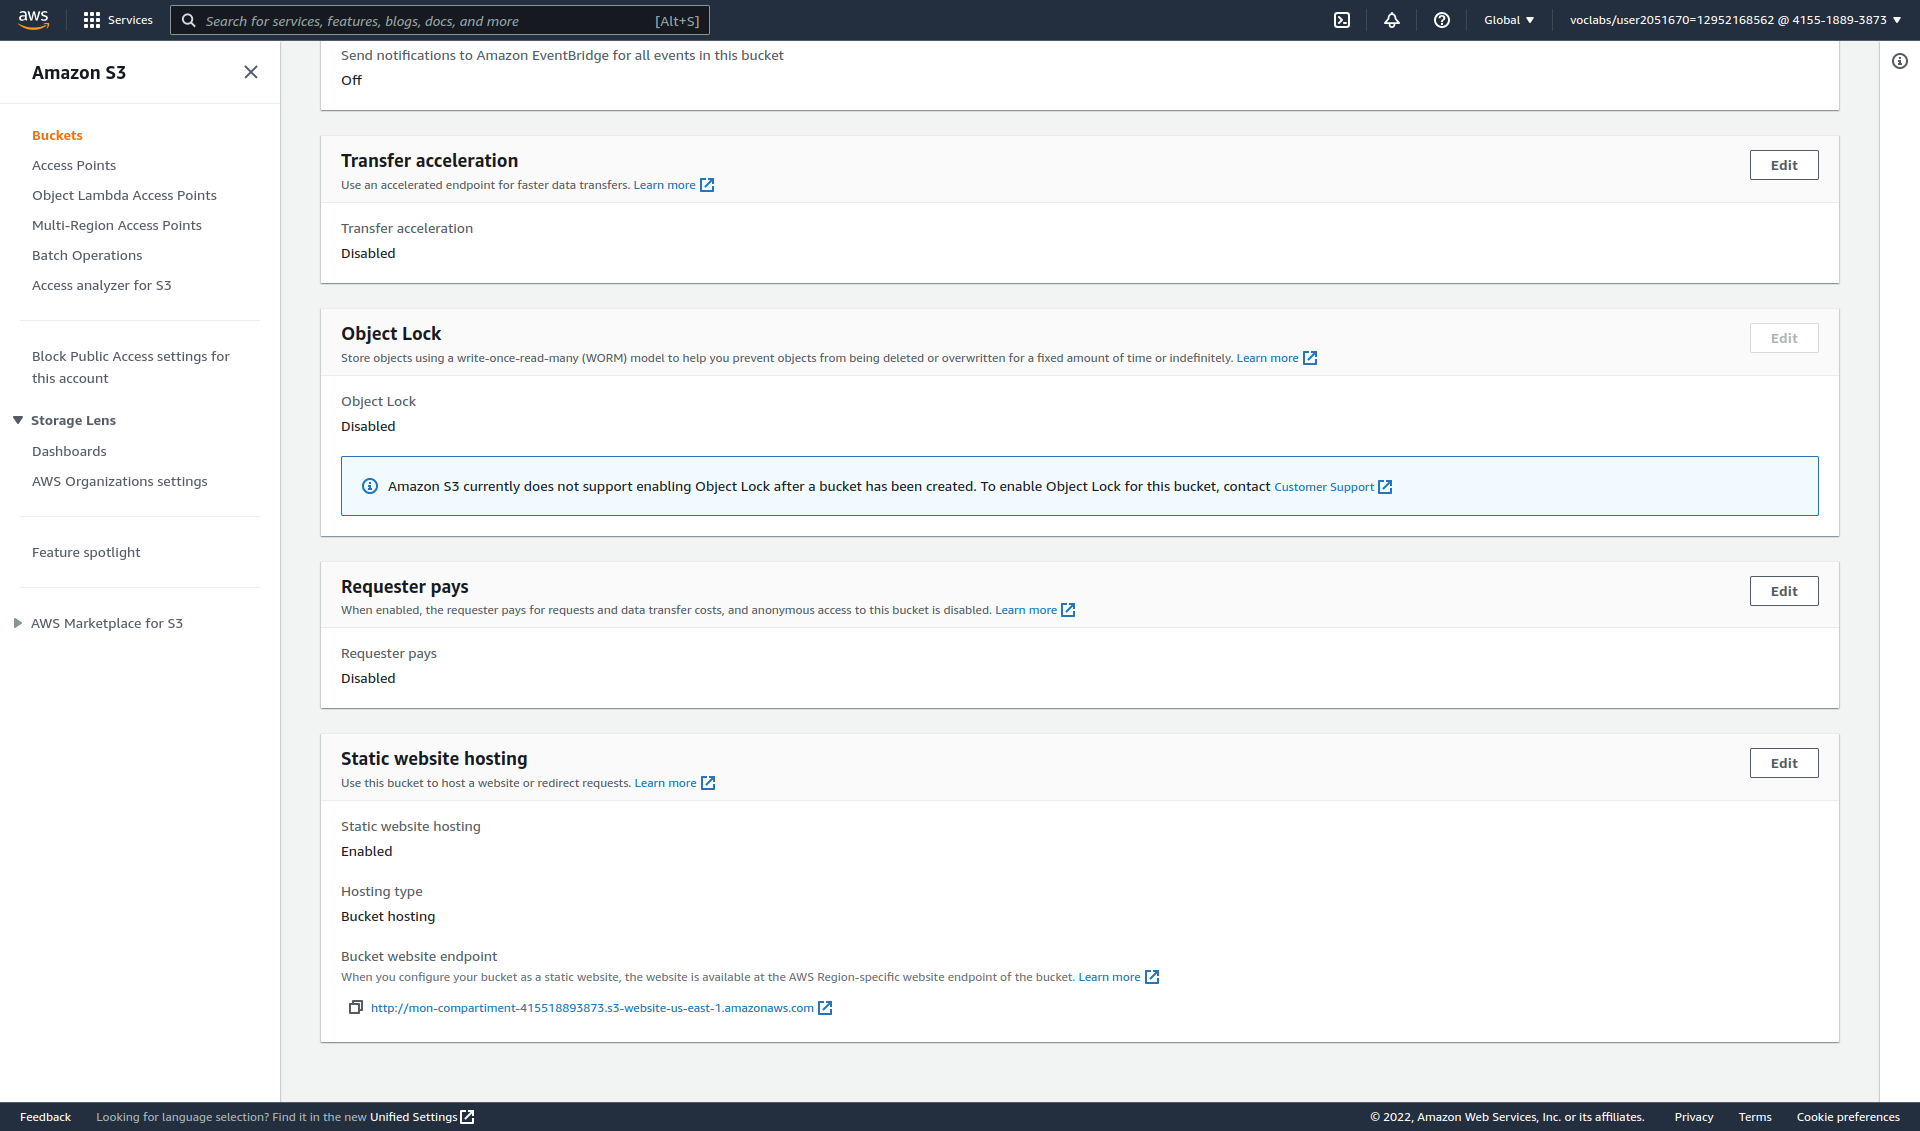 aws
Services
Search for services, features, blogs, docs, and more [Alt+S]
Global
voclabs/user2051670=12952168562 @ 4155-1889-3873
Amazon S3
Buckets
Access Points
Object Lambda Access Points
Multi-Region Access Points
Batch Operations
Access analyzer for S3
Block Public Access settings for
this account
Storage Lens
Dashboards
AWS Organizations settings
Feature spotlight
AWS Marketplace for S3
Send notifications to Amazon EventBridge for all events in this bucket
Off
Transfer acceleration
Edit
Use an accelerated endpoint for faster data transfers. Learn more
Transfer acceleration
Disabled
Object Lock
Edit
Store objects using a write-once-read-many (WORM) model to help you prevent objects from being deleted or overwritten for a fixed amount of time or indefinitely. Learn more
Object Lock
Disabled
Amazon S3 currently does not support enabling Object Lock after a bucket has been created. To enable Object Lock for this bucket, contact Customer Support
Requester pays
Edit
When enabled, the requester pays for requests and data transfer costs, and anonymous access to this bucket is disabled. Learn more
Requester pays
Disabled
Static website hosting
Edit
Use this bucket to host a website or redirect requests. Learn more
Static website hosting
Enabled
Hosting type
Bucket hosting
Bucket website endpoint
When you configure your bucket as a static website, the website is available at the AWS Region-specific website endpoint of the bucket. Learn more
http://mon-compartiment-415518893873.s3-website-us-east-1.amazonaws.com
Feedback
Looking for language selection? Find it in the new Unified Settings
© 2022, Amazon Web Services, Inc. or its affiliates.
Privacy
Terms
Cookie preferences